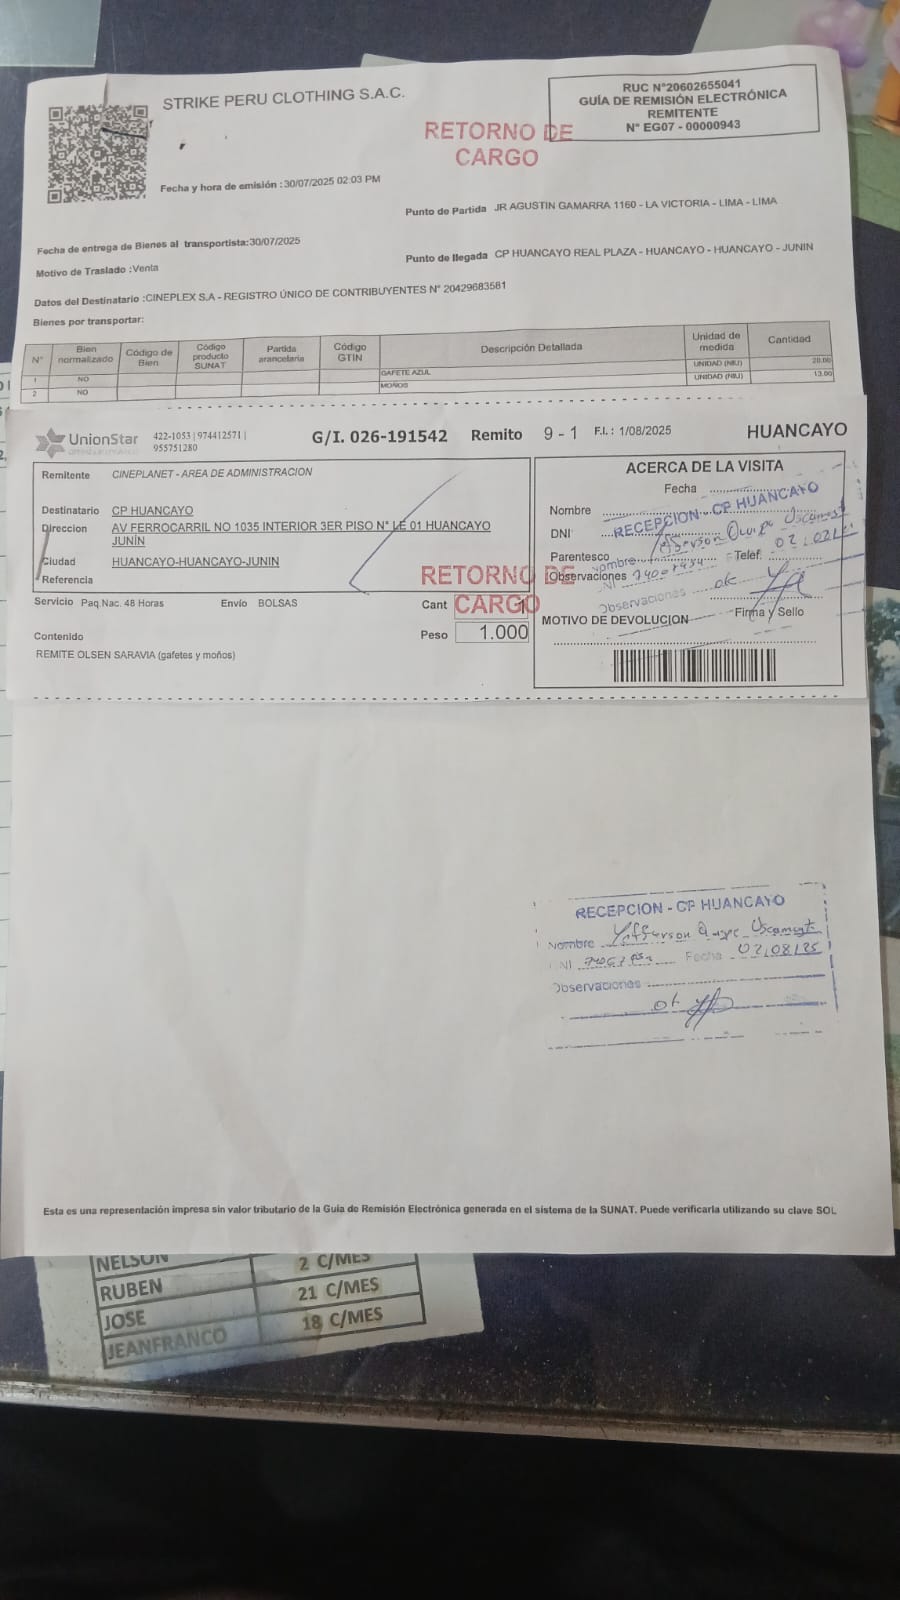 STRIKE PERU CLOTHING S.A.C.
RUC N°20602655041
GUÍA DE REMISIÓN ELECTRÓNICA
REMITENTE
N° EG07 - 00000943
RETORNO DE
CARGO
Fecha y hora de emisión :30/07/2025 02:03 PM
Punto de Partida JR AGUSTIN GAMARRA 1160 - LA VICTORIA - LIMA - LIMA
Fecha de entrega de Bienes al transportista:30/07/2025
Punto de llegada CP HUANCAYO REAL PLAZA - HUANCAYO - HUANCAYO - JUNIN
Motivo de Traslado :Venta
Datos del Destinatario :CINEPLEX S.A - REGISTRO ÚNICO DE CONTRIBUYENTES N° 20429683581
Bienes por transportar:
N° Bien normalizado Código de Bien Código producto SUNAT Partida arancelaria Código GTIN Descripción Detallada Unidad de medida Cantidad
1 NO GAFETE AZUL UNIDAD (NIU) 20.00
2 NO MOÑOS UNIDAD (NIU) 13.00
UnionStar 422-1053 | 974412571 |
955751280
G/I. 026-191542 Remito 9 - 1 F.I.: 1/08/2025 HUANCAYO
Remitente CINEPLANET - AREA DE ADMINISTRACION
Destinatario CP HUANCAYO
Direccion AV FERROCARRIL NO 1035 INTERIOR 3ER PISO N° LE 01 HUANCAYO
JUNÍN
Ciudad HUANCAYO-HUANCAYO-JUNIN
Referencia
RETORNO DE
CARGO
Servicio Paq.Nac. 48 Horas Envío BOLSAS Cant 1
Contenido Peso 1.000
REMITE OLSEN SARAVIA (gafetes y moños)
ACERCA DE LA VISITA
Fecha
Nombre
DNI
Parentesco Telef.
Observaciones
Firma y Sello
MOTIVO DE DEVOLUCION
RECEPCION - CP HUANCAYO
Nombre
Observaciones ok
RECEPCION - CP HUANCAYO
Nombre Yefferson Quispe
Fecha 02/08/25
Observaciones
ok
Esta es una representación impresa sin valor tributario de la Guía de Remisión Electrónica generada en el sistema de la SUNAT. Puede verificarla utilizando su clave SOL
NELSON 2 C/MES
RUBEN 21 C/MES
JOSE 18 C/MES
JEANFRANCO